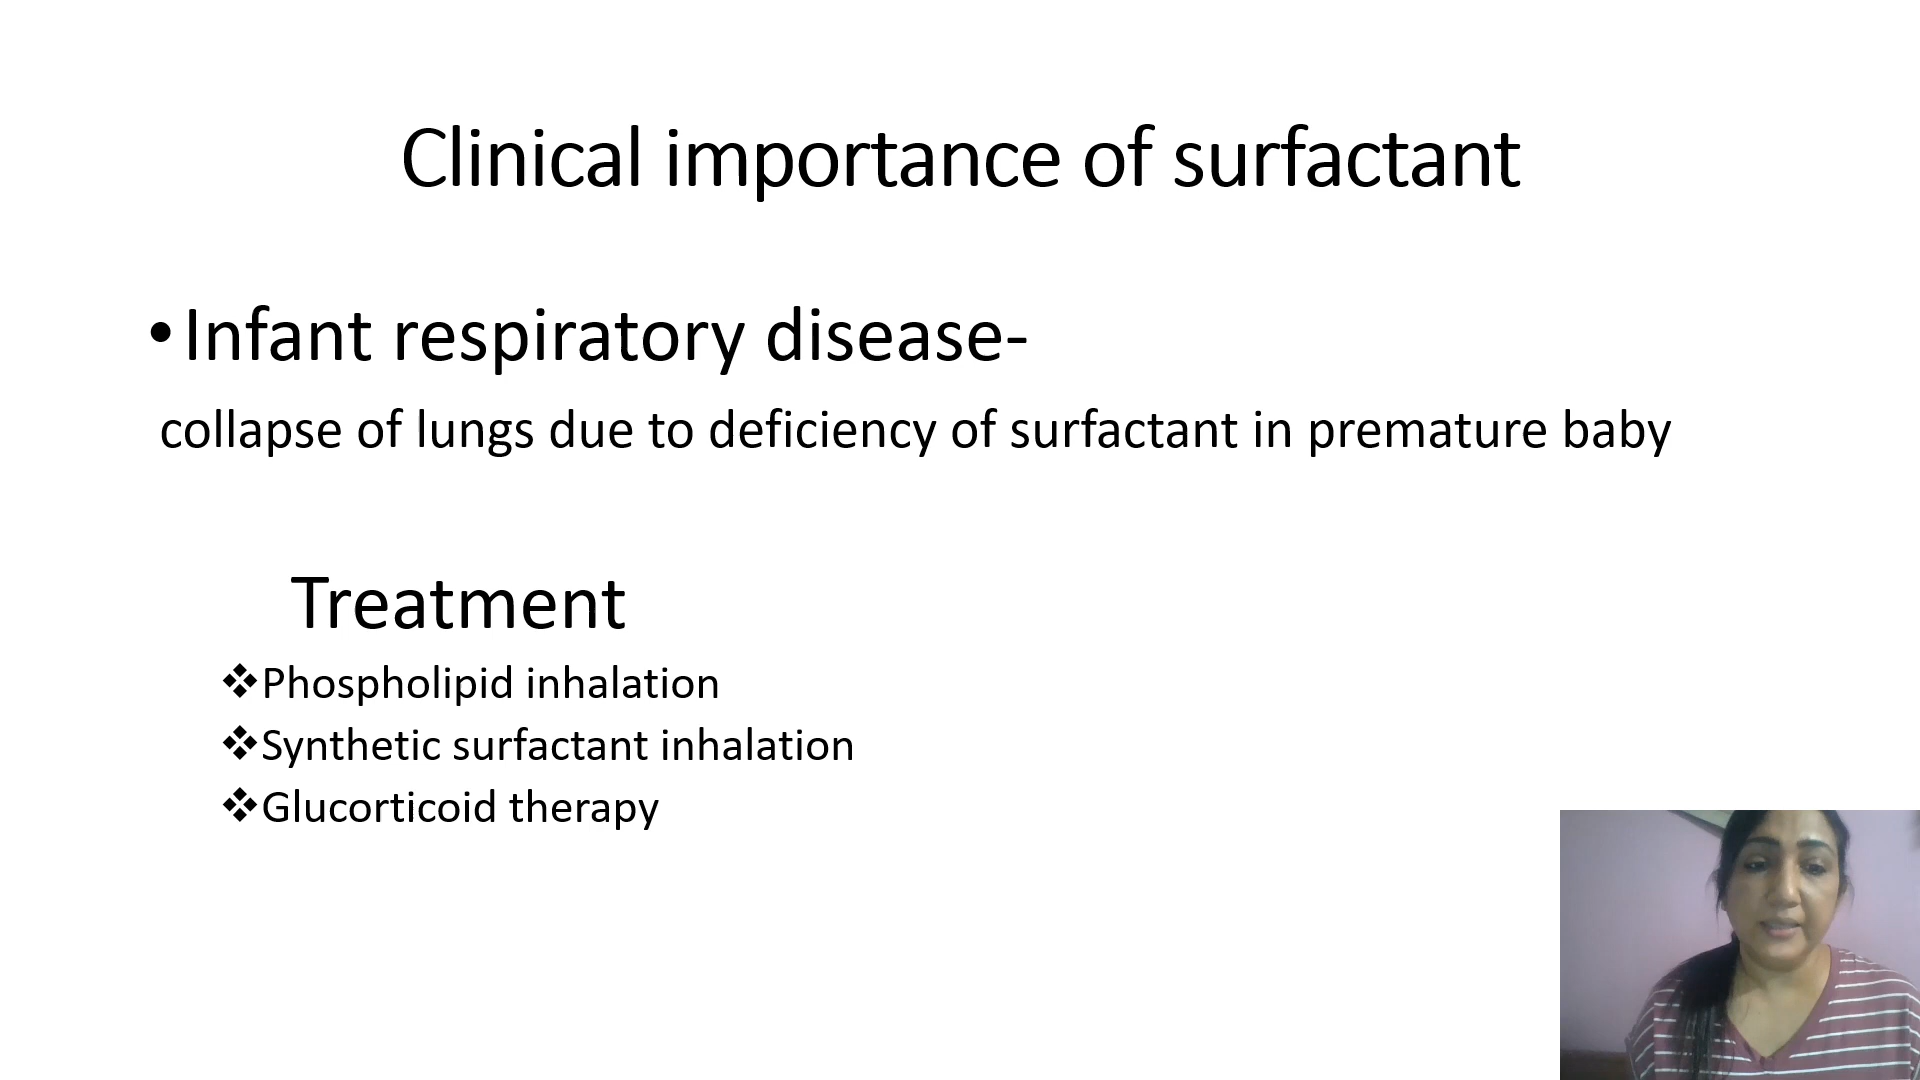 Clinical importance of surfactant
•Infant respiratory disease-
collapse of lungs due to deficiency of surfactant in premature baby
Treatment
❖Phospholipid inhalation
❖Synthetic surfactant inhalation
❖Glucorticoid therapy